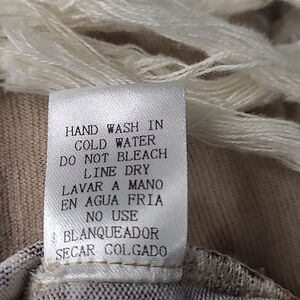 HAND WASH IN
COLD WATER
DO NOT BLEACH
LINE DRY
LAVAR A MANO
EN AGUA FRIA
NO USE
BLANQUEADOR
SECAR COLGADO